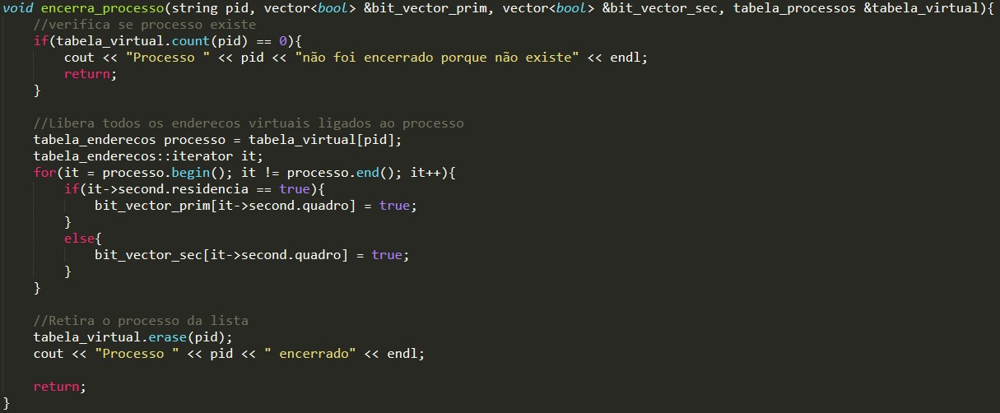 void encerra_processo(string pid, vector<bool> &bit_vector_prim, vector<bool> &bit_vector_sec, tabela_processos &tabela_virtual){
    //verifica se processo existe
    if(tabela_virtual.count(pid) == 0){
        cout << "Processo " << pid << "não foi encerrado porque não existe" << endl;
        return;
    }

    //Libera todos os enderecos virtuais ligados ao processo
    tabela_enderecos processo = tabela_virtual[pid];
    tabela_enderecos::iterator it;
    for(it = processo.begin(); it != processo.end(); it++){
        if(it->second.residencia == true){
            bit_vector_prim[it->second.quadro] = true;
        }
        else{
            bit_vector_sec[it->second.quadro] = true;
        }
    }

    //Retira o processo da lista
    tabela_virtual.erase(pid);
    cout << "Processo " << pid << " encerrado" << endl;

    return;
}